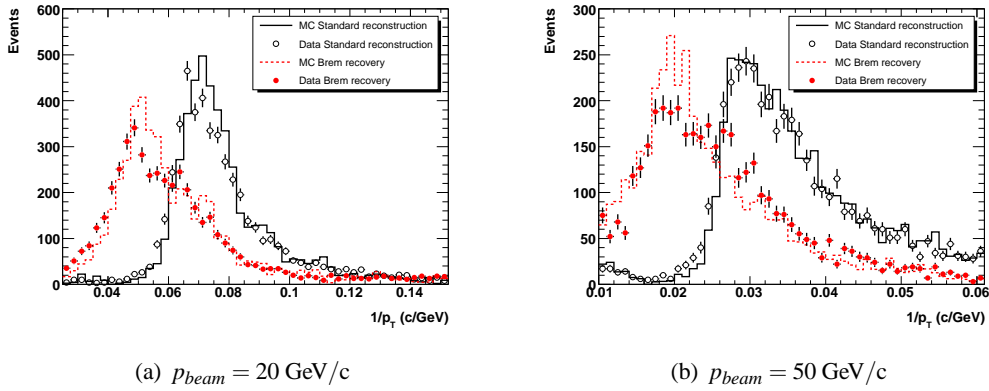 Events
600
500
400
300
200
100
0
MC Standard reconstruction
Data Standard reconstruction
MC Brem recovery
Data Brem recovery
0.04 0.06 0.08 0.1 0.12 0.14
1/p_T (c/GeV)
(a) p_beam = 20 GeV/c
Events
300
250
200
150
100
50
0
MC Standard reconstruction
Data Standard reconstruction
MC Brem recovery
Data Brem recovery
0.01 0.02 0.03 0.04 0.05 0.06
1/p_T (c/GeV)
(b) p_beam = 50 GeV/c